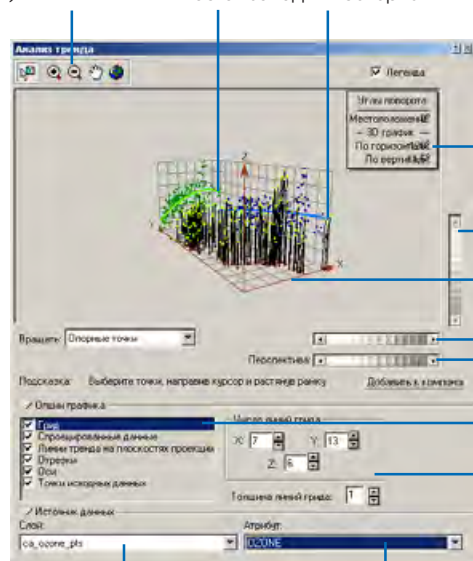 Анализ тренда
Легенда
Углы поворота
Местоположение
3D график
По горизонтали
По вертикали
Z
Y
X
Вращать: Опорные точки
Перспектива:
Подсказка: Выберите точки, направив курсор и растянув рамку
Добавить к компоновке
Опции графика
Грид
Число линий грида
Спроецированные данные
Линии тренда на плоскостях проекции
X: 7 Y: 13
Отрезки
Z: 6
Оси
Точки исходных данных
Толщина линий грида: 1
Источник данных
Слой: Атрибут:
ca_ozone_pts OZONE